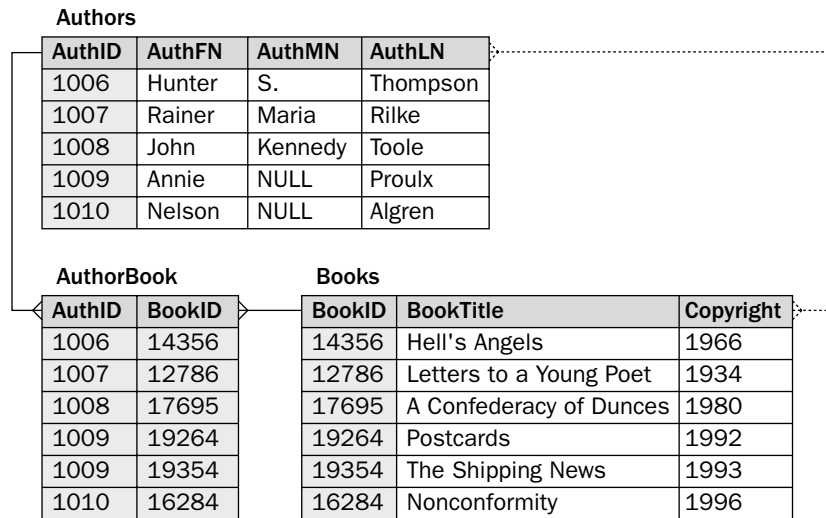 Authors
AuthID AuthFN AuthMN AuthLN
1006 Hunter S. Thompson
1007 Rainer Maria Rilke
1008 John Kennedy Toole
1009 Annie NULL Proulx
1010 Nelson NULL Algren
AuthorBook
AuthID BookID
1006 14356
1007 12786
1008 17695
1009 19264
1009 19354
1010 16284
Books
BookID BookTitle Copyright
14356 Hell's Angels 1966
12786 Letters to a Young Poet 1934
17695 A Confederacy of Dunces 1980
19264 Postcards 1992
19354 The Shipping News 1993
16284 Nonconformity 1996